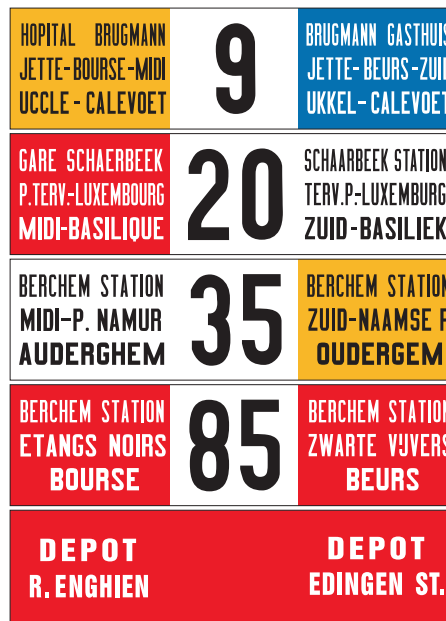 HOPITAL BRUGMANN
JETTE-BOURSE-MIDI
UCCLE-CALEVOET
9
BRUGMANN GASTHUIS
JETTE-BEURS-ZUID
UKKEL-CALEVOET
GARE SCHAERBEEK
P.TERV.-LUXEMBOURG
MIDI-BASILIQUE
20
SCHAARBEEK STATION
TERV.P.-LUXEMBURG
ZUID-BASILIEK
BERCHEM STATION
MIDI-P. NAMUR
AUDERGHEM
35
BERCHEM STATION
ZUID-NAAMSE P
OUDERGEM
BERCHEM STATION
ETANGS NOIRS
BOURSE
85
BERCHEM STATION
ZWARTE VIJVERS
BEURS
DEPOT
R. ENGHIEN
DEPOT
EDINGEN ST.